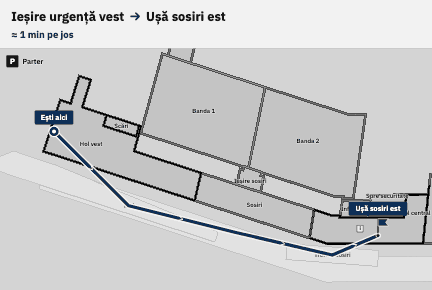 Ieșire urgență vest → Ușă sosiri est
≈ 1 min pe jos
P Parter
Banda 1
Ești aici
Scări
Banda 2
Hol vest
Ieșire sosiri
Sosiri
Ușă sosiri est